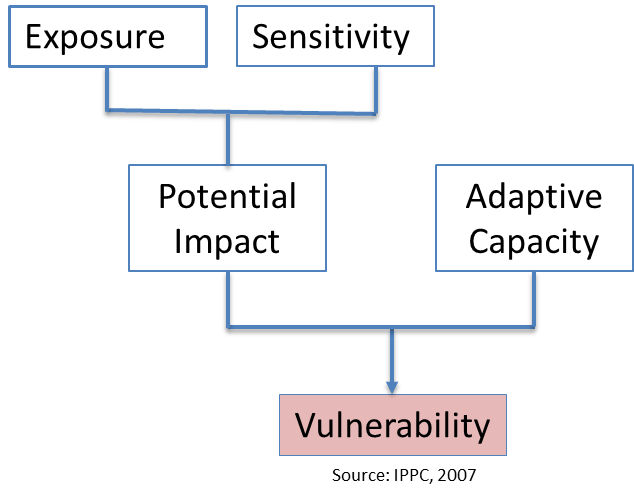 Exposure
Sensitivity
Potential
Impact
Adaptive
Capacity
Vulnerability
Source: IPPC, 2007